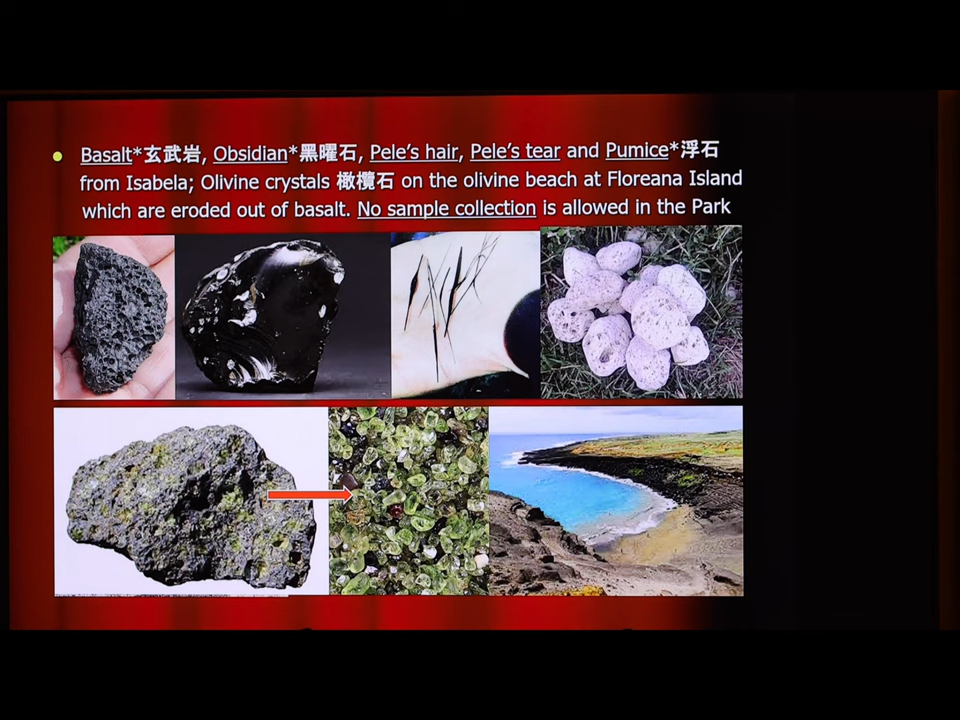 Basalt*玄武岩, Obsidian*黑曜石, Pele's hair, Pele's tear and Pumice*浮石
from Isabela; Olivine crystals 橄欖石 on the olivine beach at Floreana Island
which are eroded out of basalt. No sample collection is allowed in the Park